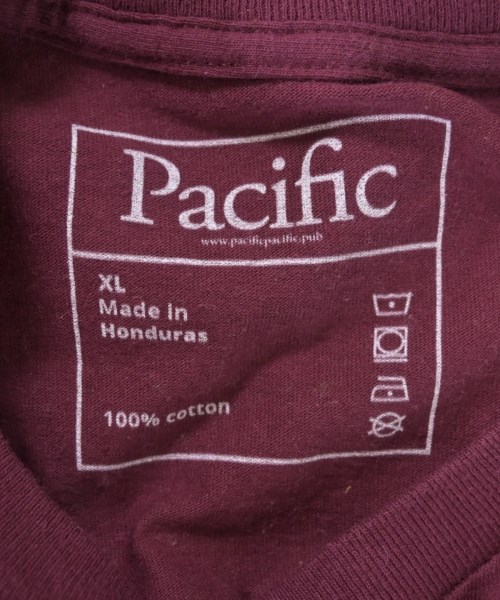 Pacific
www.pacificpacific.pub
XL
Made in
Honduras
100% cotton